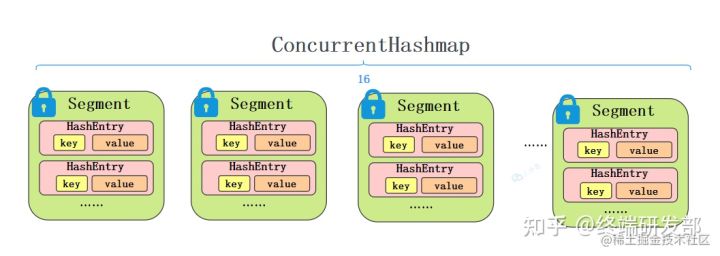 ConcurrentHashmap
16
Segment
HashEntry
key value
HashEntry
key value
......
Segment
HashEntry
key value
HashEntry
key value
......
Segment
HashEntry
key value
HashEntry
key value
......
......
Segment
HashEntry
key value
HashEntry
key value
......
知乎 @终端研发部
@稀土掘金技术社区